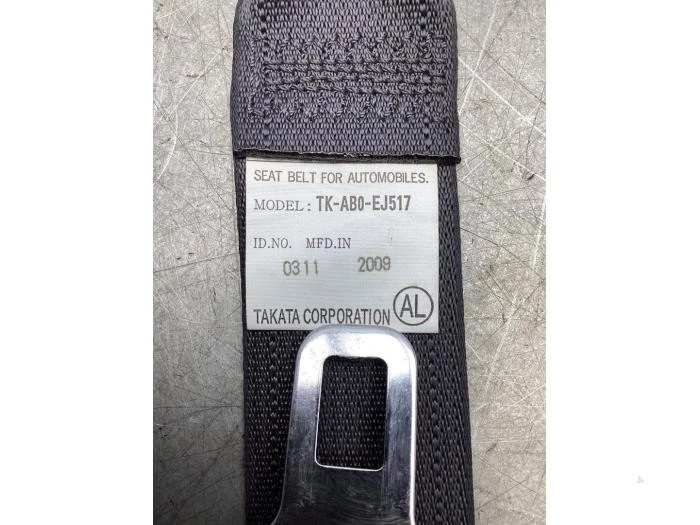 SEAT BELT FOR AUTOMOBILES.
MODEL: TK-AB0-EJ517
ID.NO. MFD.IN
0311 2009
TAKATA CORPORATION AL